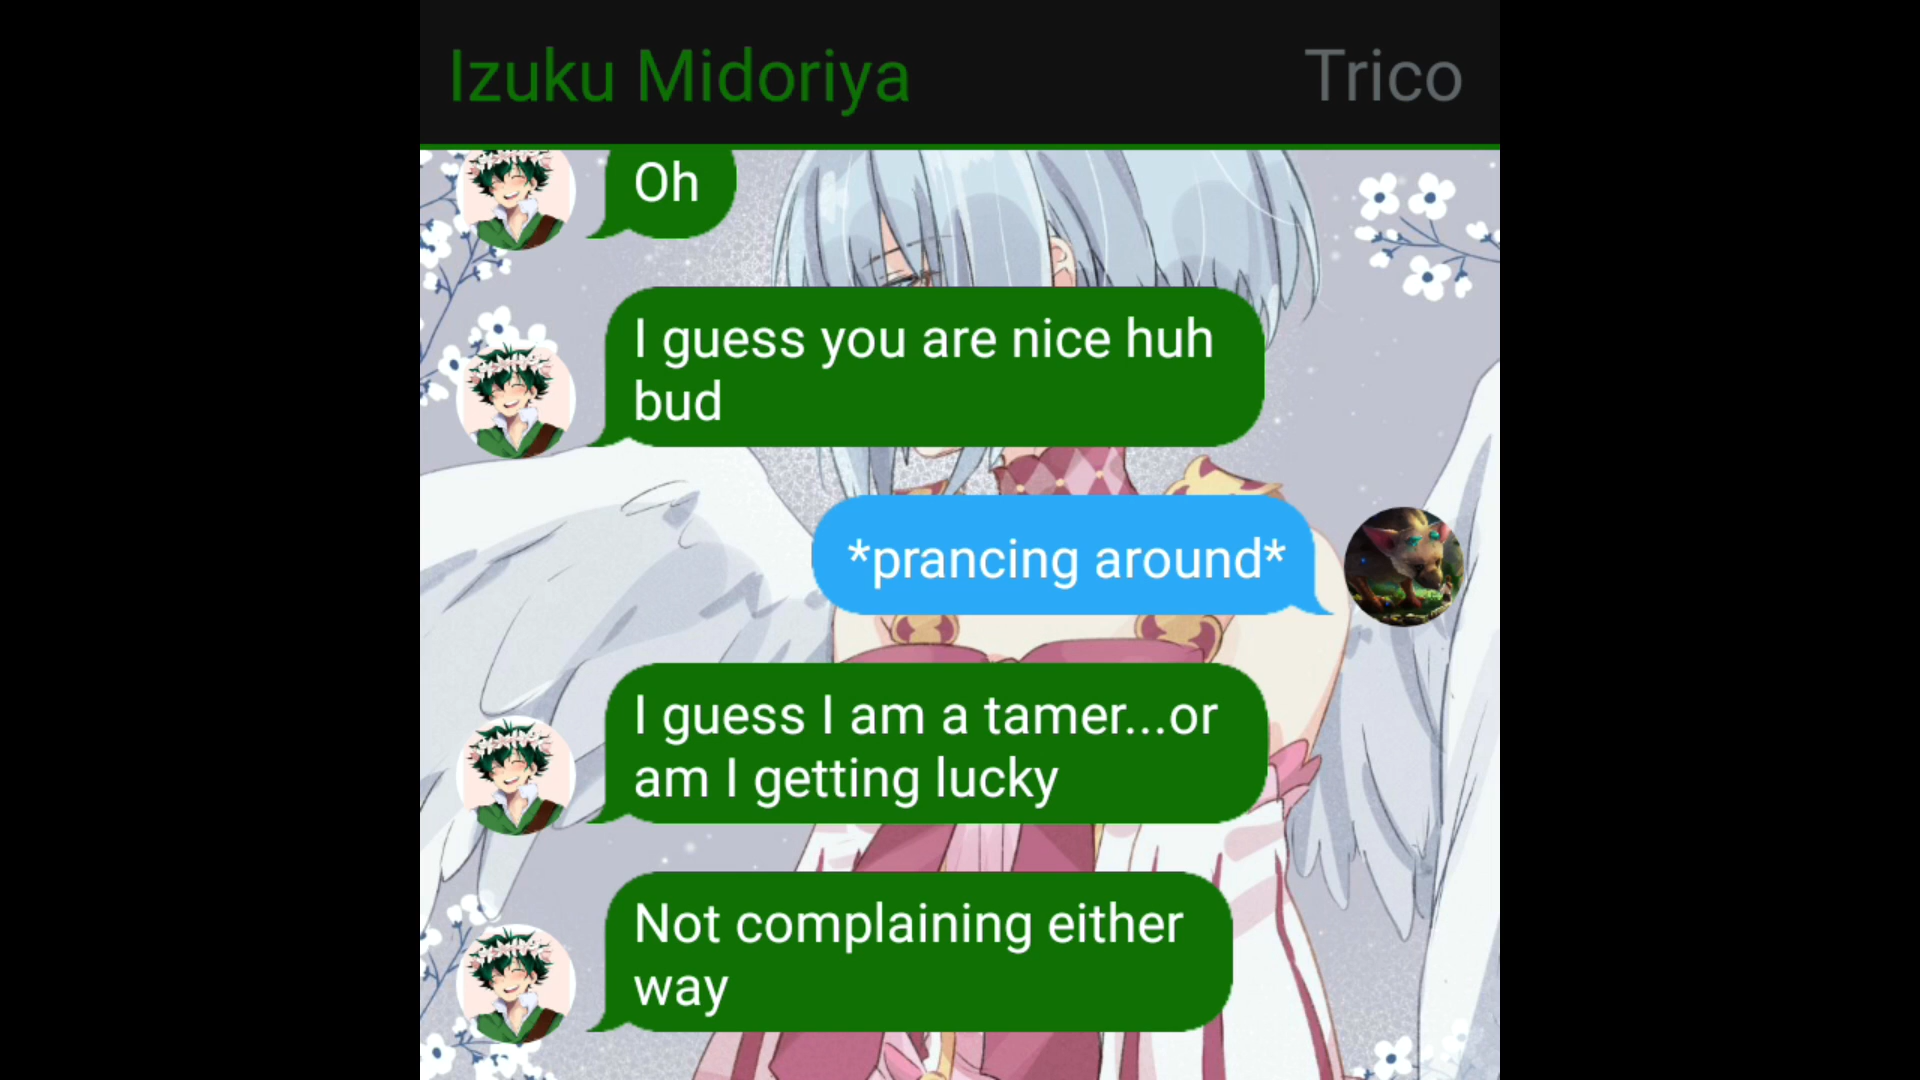 Izuku Midoriya
Trico
Oh
I guess you are nice huh
bud
*prancing around*
I guess I am a tamer...or
am I getting lucky
Not complaining either
way